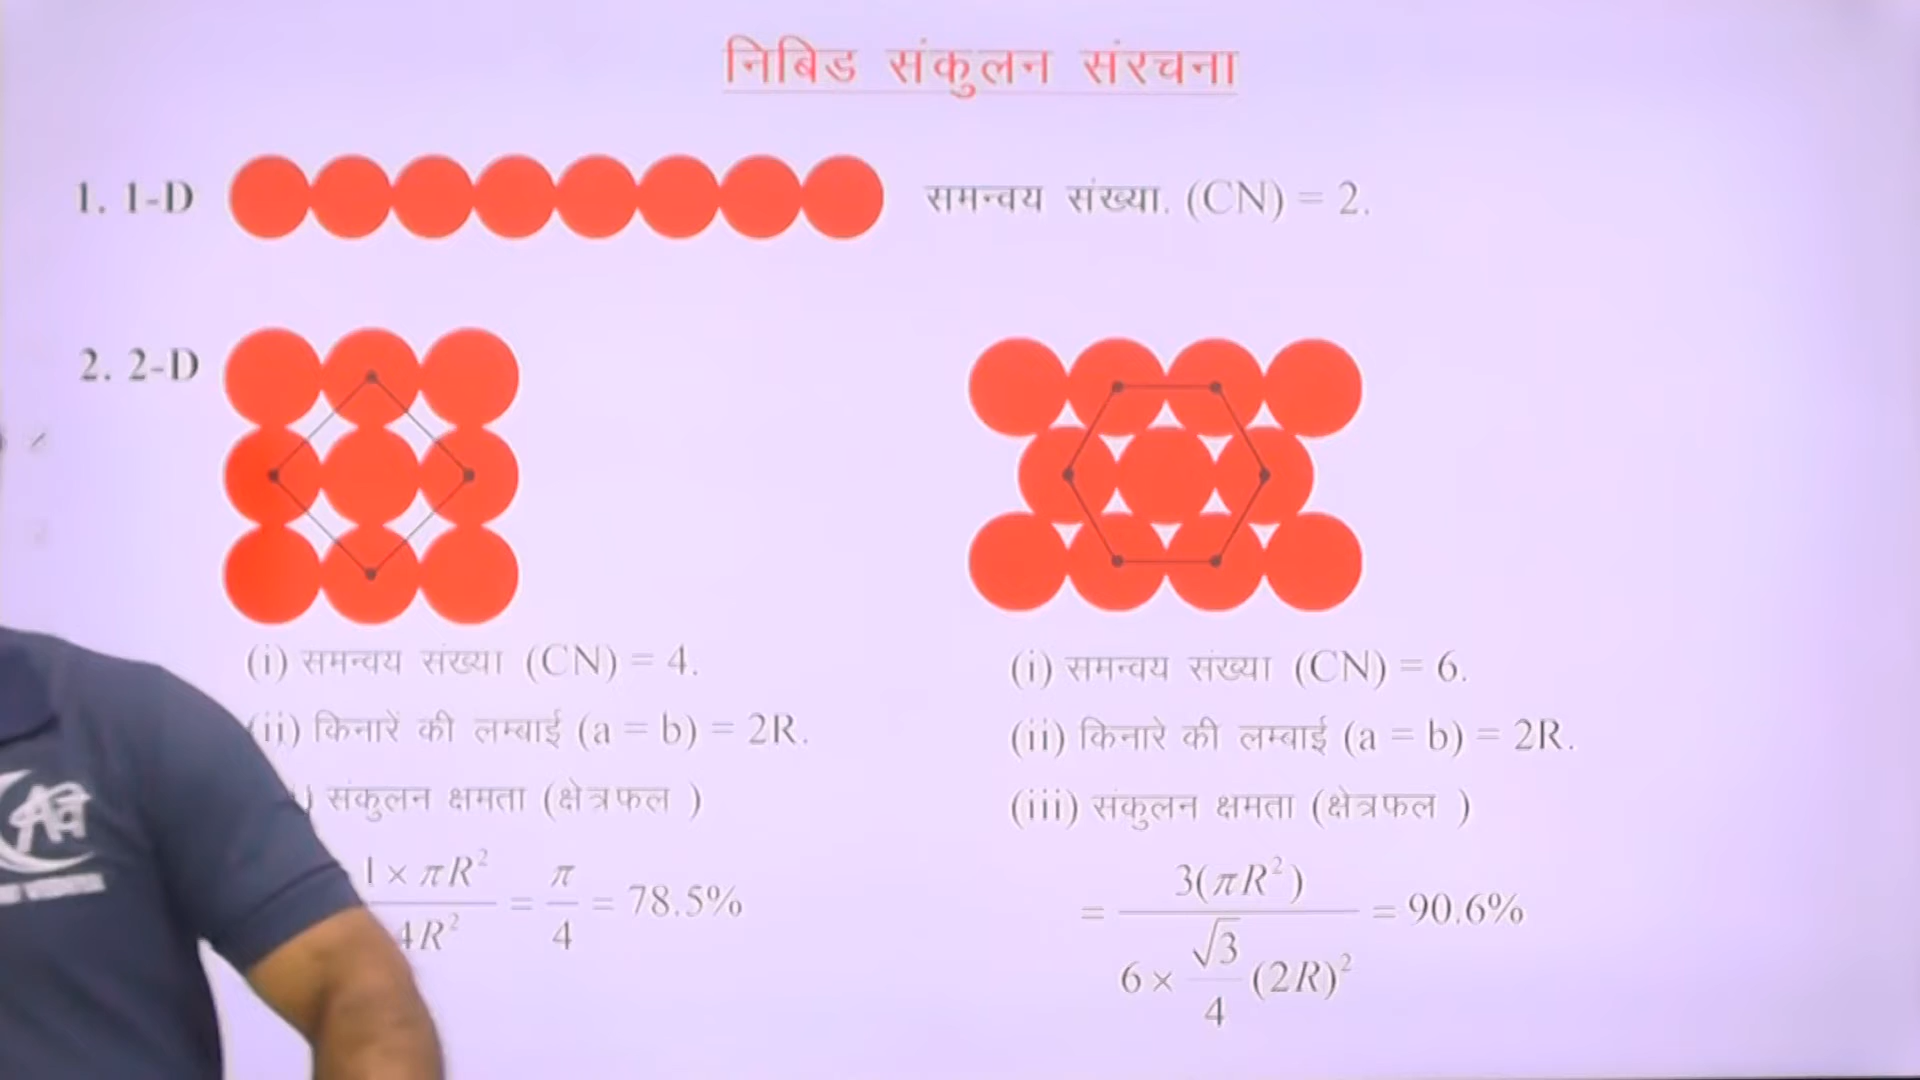 निबिड संकुलन संरचना
1. 1-D
समन्वय संख्या. (CN) = 2.
2. 2-D
(i) समन्वय संख्या (CN) = 4.
(ii) किनारें की लम्बाई (a = b) = 2R.
) संकुलन क्षमता (क्षेत्रफल )
1 × πR²
4R²
= π/4 = 78.5%
(i) समन्वय संख्या (CN) = 6.
(ii) किनारे की लम्बाई (a = b) = 2R.
(iii) संकुलन क्षमता (क्षेत्रफल )
= 3(πR²)
6 × √3/4 (2R)²
= 90.6%